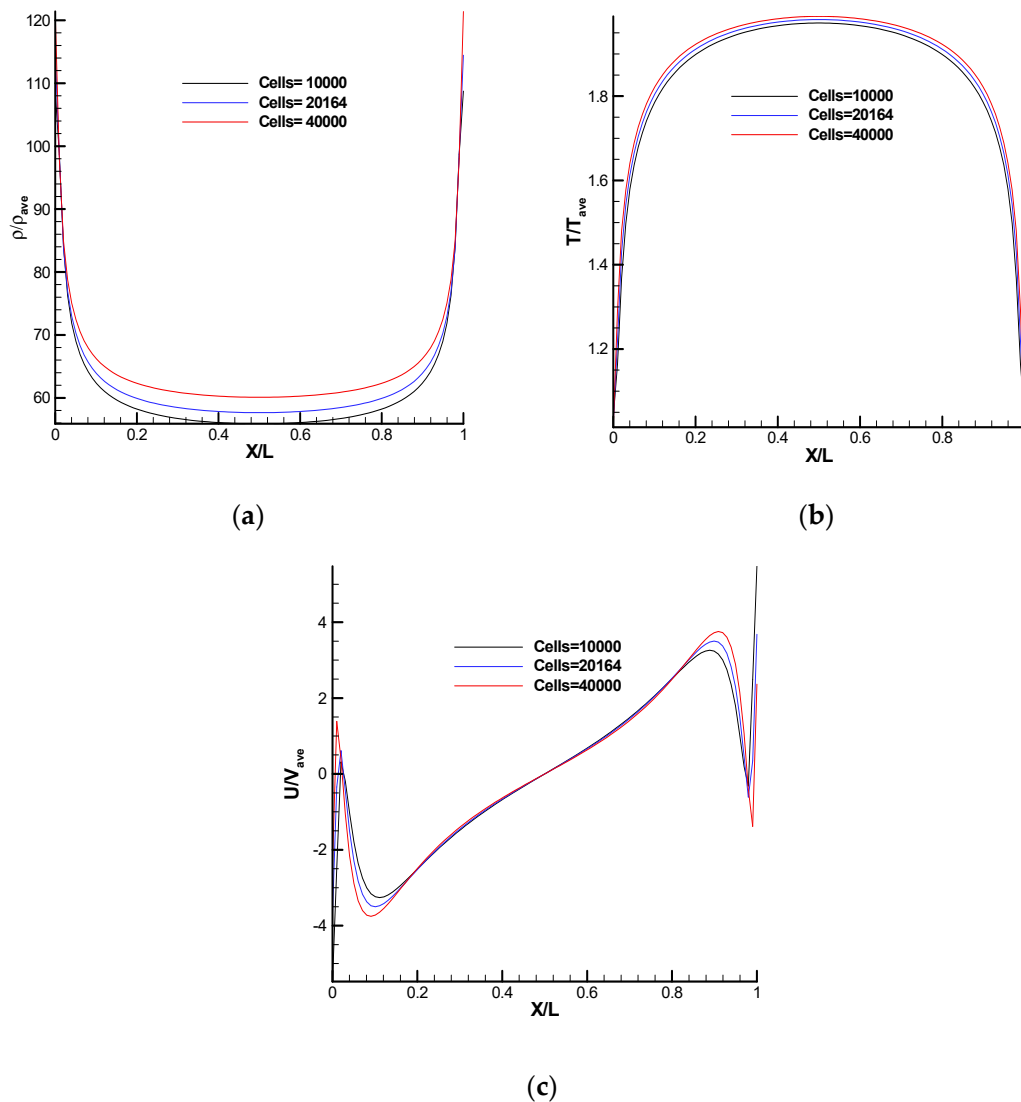 120
110
100
90
80
70
60
ρ/ρave
Cells= 10000
Cells= 20164
Cells= 40000
0
0.2
0.4
0.6
0.8
1
X/L
(a)
1.8
1.6
1.4
1.2
T/Tave
Cells=10000
Cells=20164
Cells=40000
0
0.2
0.4
0.6
0.8
X/L
(b)
4
2
0
-2
-4
U/Vave
Cells=10000
Cells=20164
Cells=40000
0
0.2
0.4
0.6
0.8
1
X/L
(c)